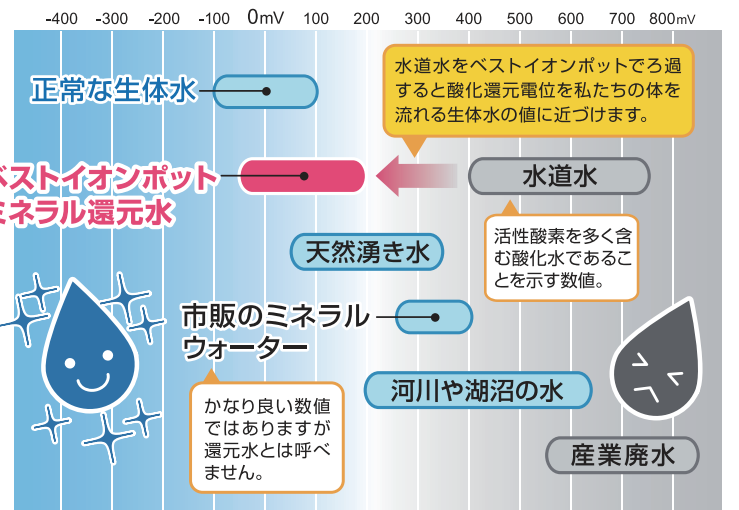 -400 -300 -200 -100 0mV 100 200 300 400 500 600 700 800mV
正常な生体水
水道水をベストイオンポットでろ過
すると酸化還元電位を私たちの体を
流れる生体水の値に近づけます。
ベストイオンポット
ミネラル還元水
水道水
活性酸素を多く含
む酸化水であるこ
とを示す数値。
天然湧き水
市販のミネラル
ウォーター
かなり良い数値
ではありますが
還元水とは呼べ
ません。
河川や湖沼の水
産業廃水